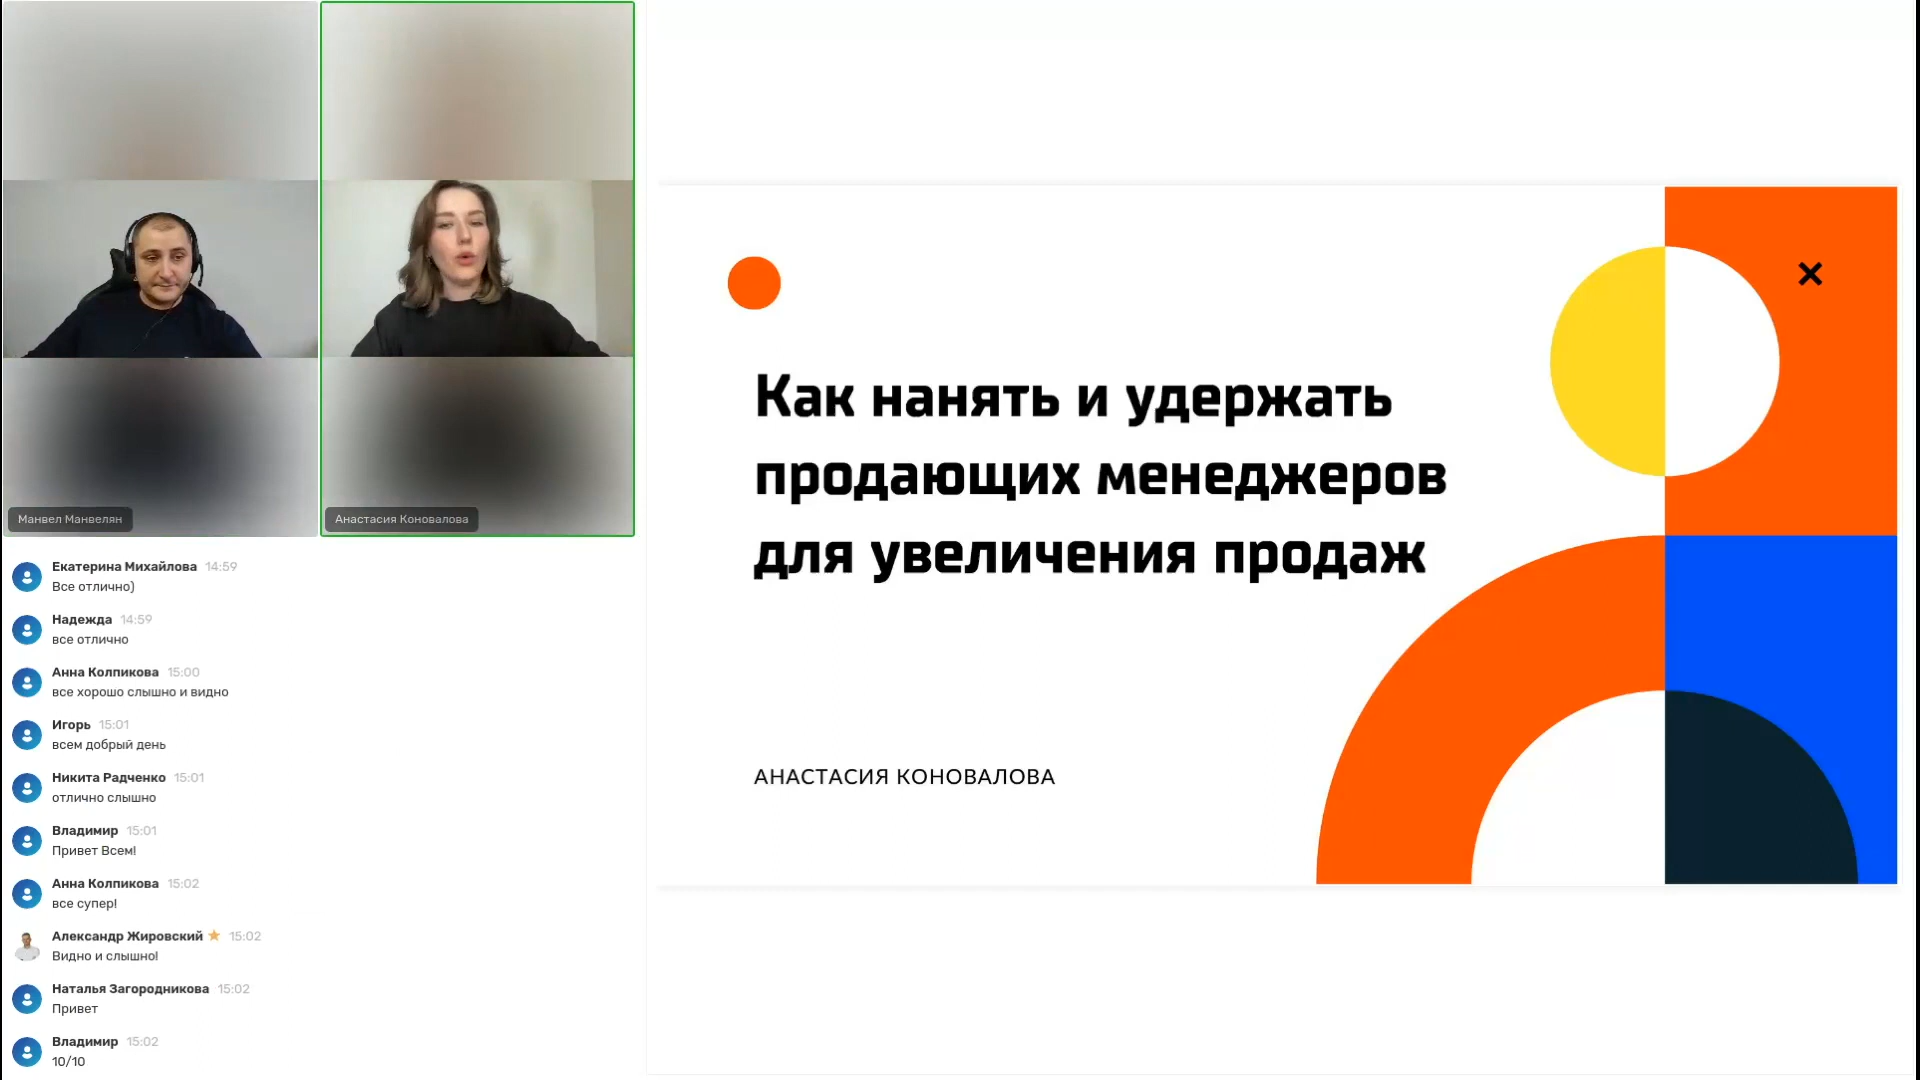 Манвел Манвелян
Анастасия Коновалова
Екатерина Михайлова 14:59
Все отлично)
Надежда 14:59
все отлично
Анна Колпикова 15:00
все хорошо слышно и видно
Игорь 15:01
всем добрый день
Никита Радченко 15:01
отлично слышно
Владимир 15:01
Привет Всем!
Анна Колпикова 15:02
все супер!
Александр Жировский 15:02
Видно и слышно!
Наталья Загородникова 15:02
Привет
Владимир 15:02
10/10
Как нанять и удержать
продающих менеджеров
для увеличения продаж
АНАСТАСИЯ КОНОВАЛОВА